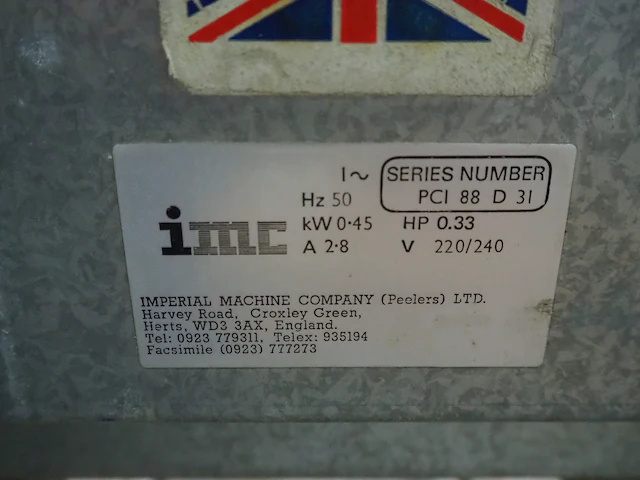 1~
SERIES NUMBER
PCI 88 D 31
Hz 50
kW 0·45 HP 0.33
A 2·8 V 220/240
imc
IMPERIAL MACHINE COMPANY (Peelers) LTD.
Harvey Road, Croxley Green,
Herts, WD3 3AX, England.
Tel: 0923 779311, Telex: 935194
Facsimile (0923) 777273